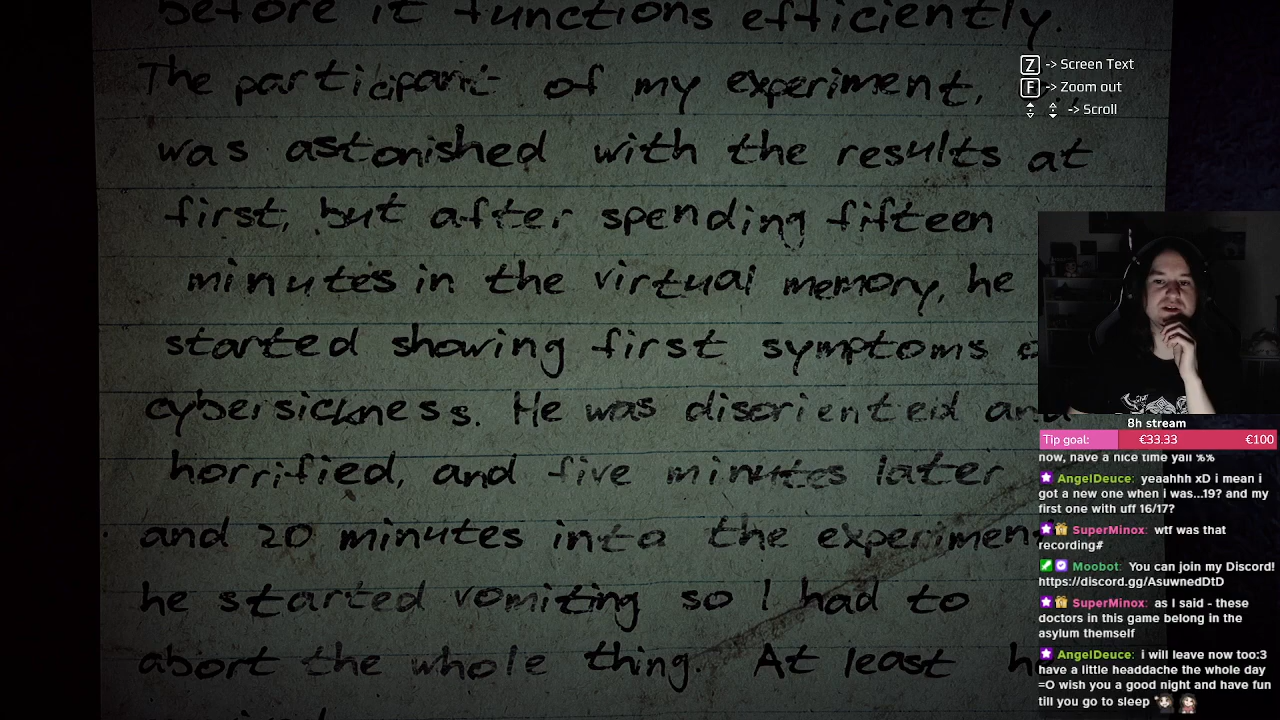 before it functions efficiently.
The participant of my experiment,
was astonished with the results at
first, but after spending fifteen
minutes in the virtual memory, he
started showing first symptoms
cybersickness. He was disoriented and
horrified, and five minutes later
and 20 minutes into the experiment
he started vomiting so I had to
abort the whole thing. At least
Z -> Screen Text
F -> Zoom out
-> Scroll
8h stream
Tip goal: €33.33 €100
now, have a nice time yall %%
AngelDeuce: yeaahhh xD i mean i
got a new one when i was...19? and my
first one with uff 16/17?
SuperMinox: wtf was that
recording#
Moobot: You can join my Discord!
https://discord.gg/AsuwnedDtD
SuperMinox: as I said - these
doctors in this game belong in the
asylum themself
AngelDeuce: i will leave now too:3
have a little headdache the whole day
=O wish you a good night and have fun
till you go to sleep